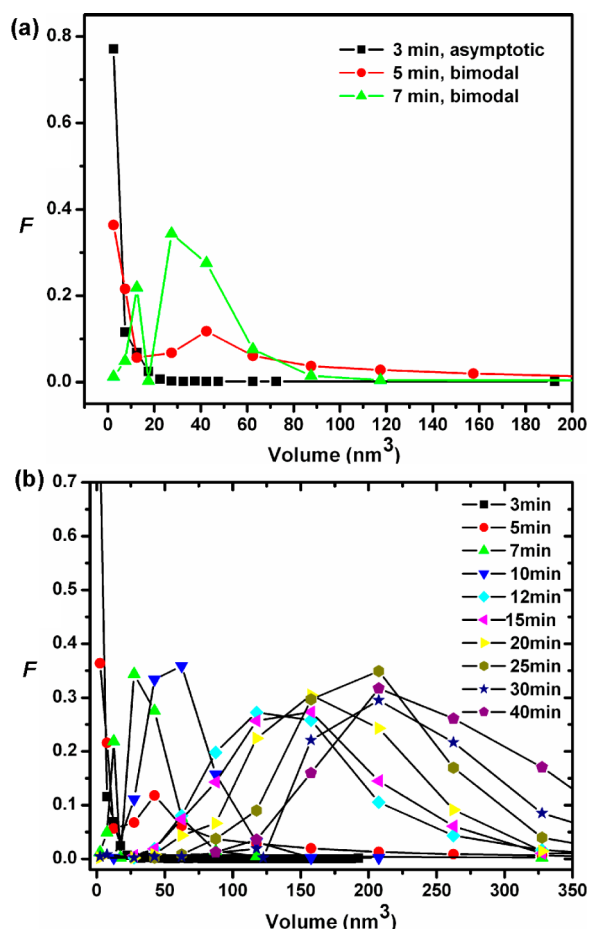 (a)
0.8
0.6
0.4
0.2
0.0
F
3 min, asymptotic
5 min, bimodal
7 min, bimodal
0 20 40 60 80 100 120 140 160 180 200
Volume (nm³)
(b)
0.7
0.6
0.5
0.4
0.3
0.2
0.1
0.0
F
3min
5min
7min
10min
12min
15min
20min
25min
30min
40min
0 50 100 150 200 250 300 350
Volume (nm³)